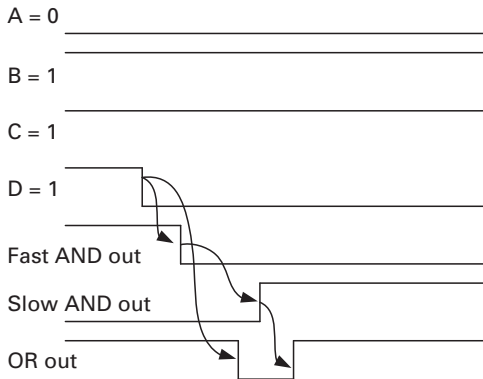 A = 0
B = 1
C = 1
D = 1
Fast AND out
Slow AND out
OR out